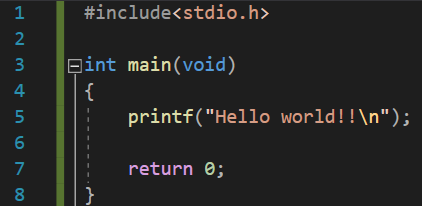 1 #include<stdio.h>
2
3 int main(void)
4 {
5     printf("Hello world!!\n");
6
7     return 0;
8 }